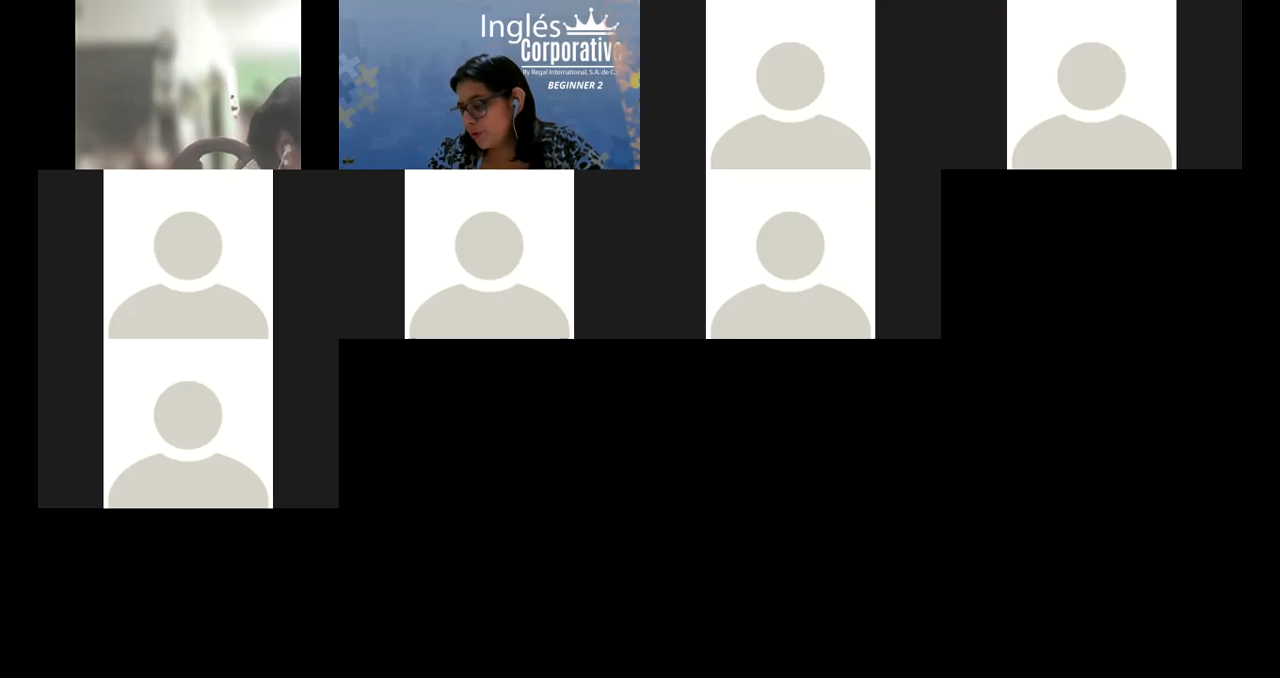 Inglés
Corporativo
By Regal International, S.A. de C.V
BEGINNER 2